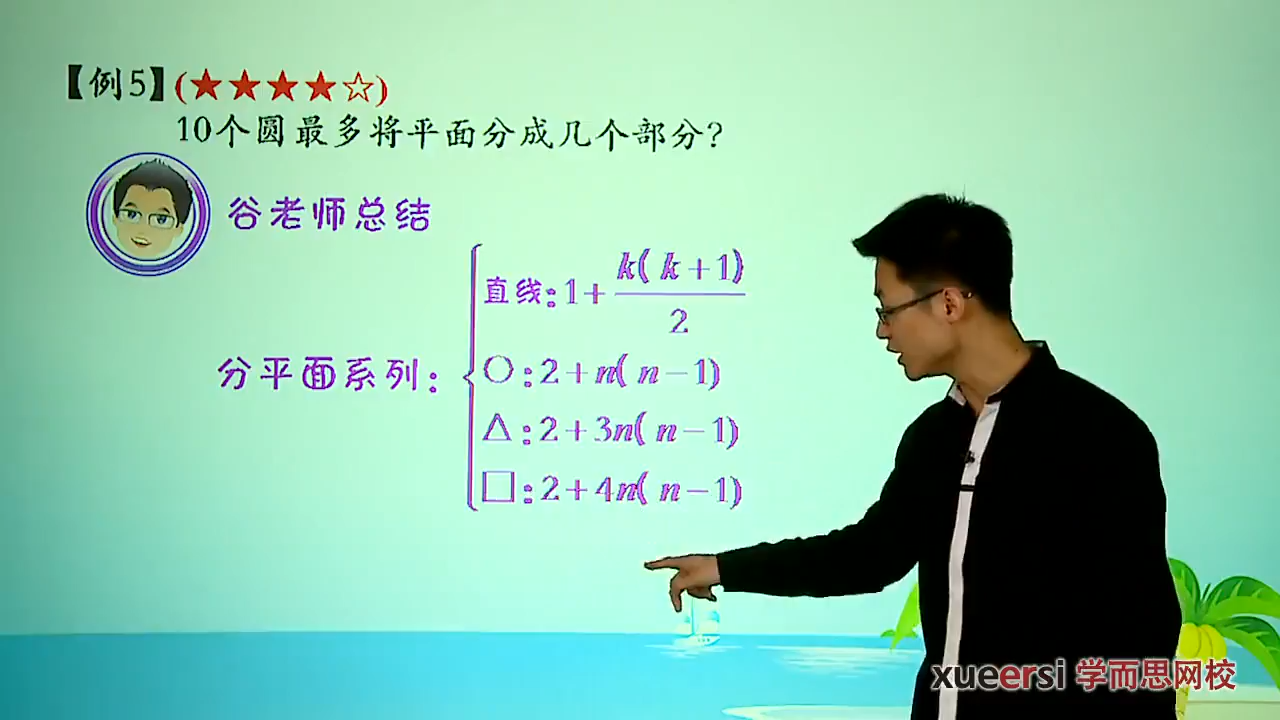 【例5】(★★★★☆)
10个圆最多将平面分成几个部分?
谷老师总结
分平面系列:
直线:1+k(k+1)/2
○:2+n(n-1)
△:2+3n(n-1)
□:2+4n(n-1)
xueersi 学而思网校